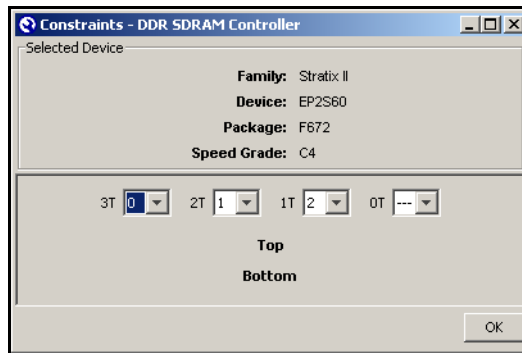 Constraints - DDR SDRAM Controller
Selected Device
Family: Stratix II
Device: EP2S60
Package: F672
Speed Grade: C4
3T 0 2T 1 1T 2 0T ---
Top
Bottom
OK